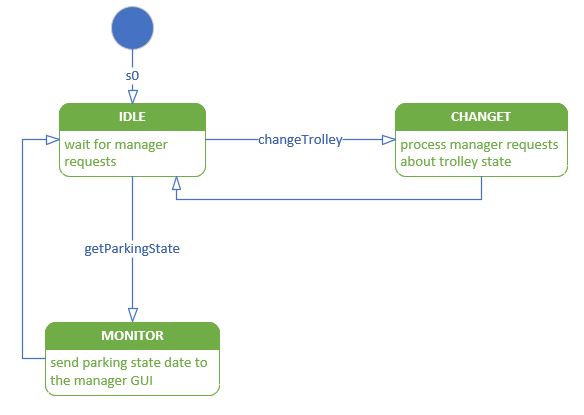 s0
IDLE
wait for manager
requests
changeTrolley
CHANGET
process manager requests
about trolley state
getParkingState
MONITOR
send parking state date to
the manager GUI